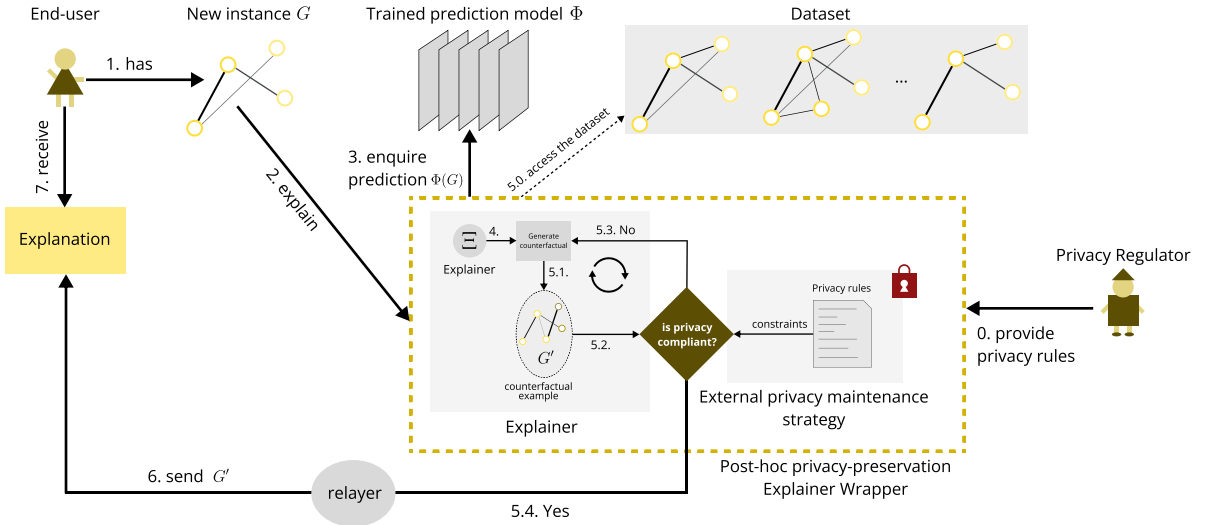 End-user
New instance G
Trained prediction model Φ
Dataset
1. has
...
7. receive
2. explain
3. enquire
prediction Φ(G)
5.0. access the dataset
Explanation
Ξ
4.
Generate
counterfactual
5.3. No
Explainer
5.1.
Privacy Regulator
Privacy rules
is privacy
compliant?
constraints
5.2.
G′
counterfactual
example
0. provide
privacy rules
External privacy maintenance
strategy
Explainer
Post-hoc privacy-preservation
Explainer Wrapper
6. send G′
relayer
5.4. Yes